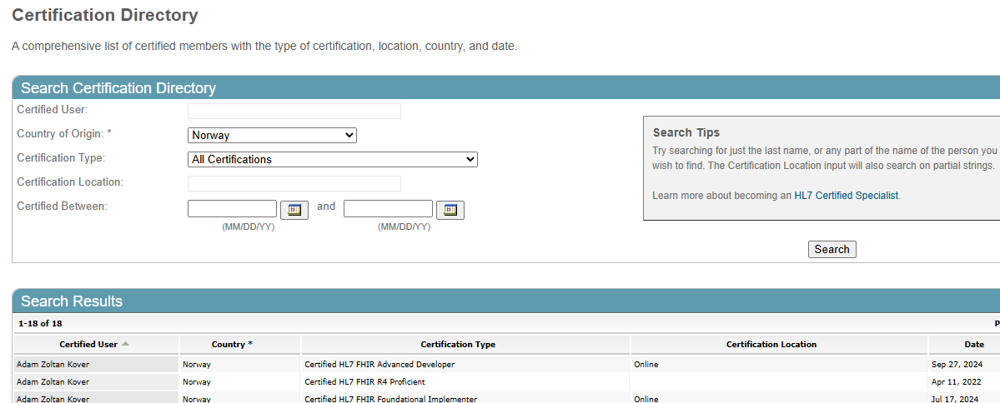 Certification Directory
A comprehensive list of certified members with the type of certification, location, country, and date.
Search Certification Directory
Certified User:
Country of Origin: *
Norway
Certification Type:
All Certifications
Certification Location:
Certified Between:
and
(MM/DD/YY)
(MM/DD/YY)
Search Tips
Try searching for just the last name, or any part of the name of the person you
wish to find. The Certification Location input will also search on partial strings.
Learn more about becoming an HL7 Certified Specialist.
Search
Search Results
1-18 of 18
Certified User Country * Certification Type Certification Location Date
Adam Zoltan Kover Norway Certified HL7 FHIR Advanced Developer Online Sep 27, 2024
Adam Zoltan Kover Norway Certified HL7 FHIR R4 Proficient Apr 11, 2022
Adam Zoltan Kover Norway Certified HL7 FHIR Foundational Implementer Online Jul 17, 2024